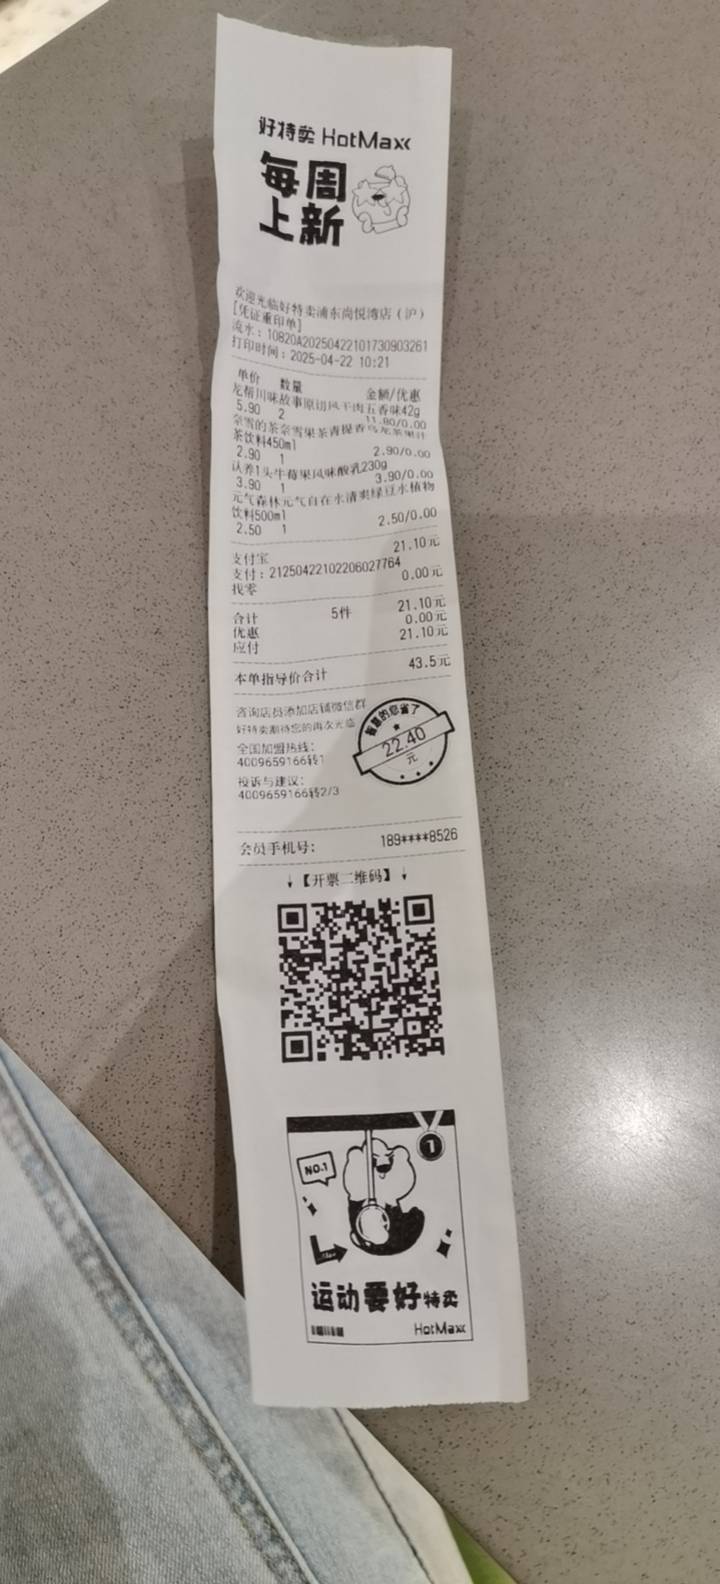 好特卖 HotMaxx
每周
上新
欢迎光临好特卖浦东尚悦湾店（沪）
[凭证重印单]
流水：10820A20250422101730903261
打印时间：2025-04-22 10:21
单价 数量 金额/优惠
龙帮川味故事原切风干肉五香味42g
5.90 2 11.80/0.00
奈雪的茶奈雪果茶青提香乌龙茶果汁
茶饮料450ml
2.90 1 2.90/0.00
认养1头牛莓果风味酸乳230g
3.90 1 3.90/0.00
元气森林元气自在水清爽绿豆水植物
饮料500ml
2.50 1 2.50/0.00
支付宝 21.10元
支付：21250422102206027764
找零 0.00元
合计 5件 21.10元
优惠 0.00元
应付 21.10元
本单指导价合计 43.5元
咨询店员添加店铺微信群
好特卖期待您的再次光临
全国加盟热线：
4009659166转1
投诉与建议：
4009659166转2/3
的您省了
22.40
元
会员手机号： 189****8526
↓【开票二维码】↓
1
NO.1
运动要好特卖
HotMaxx